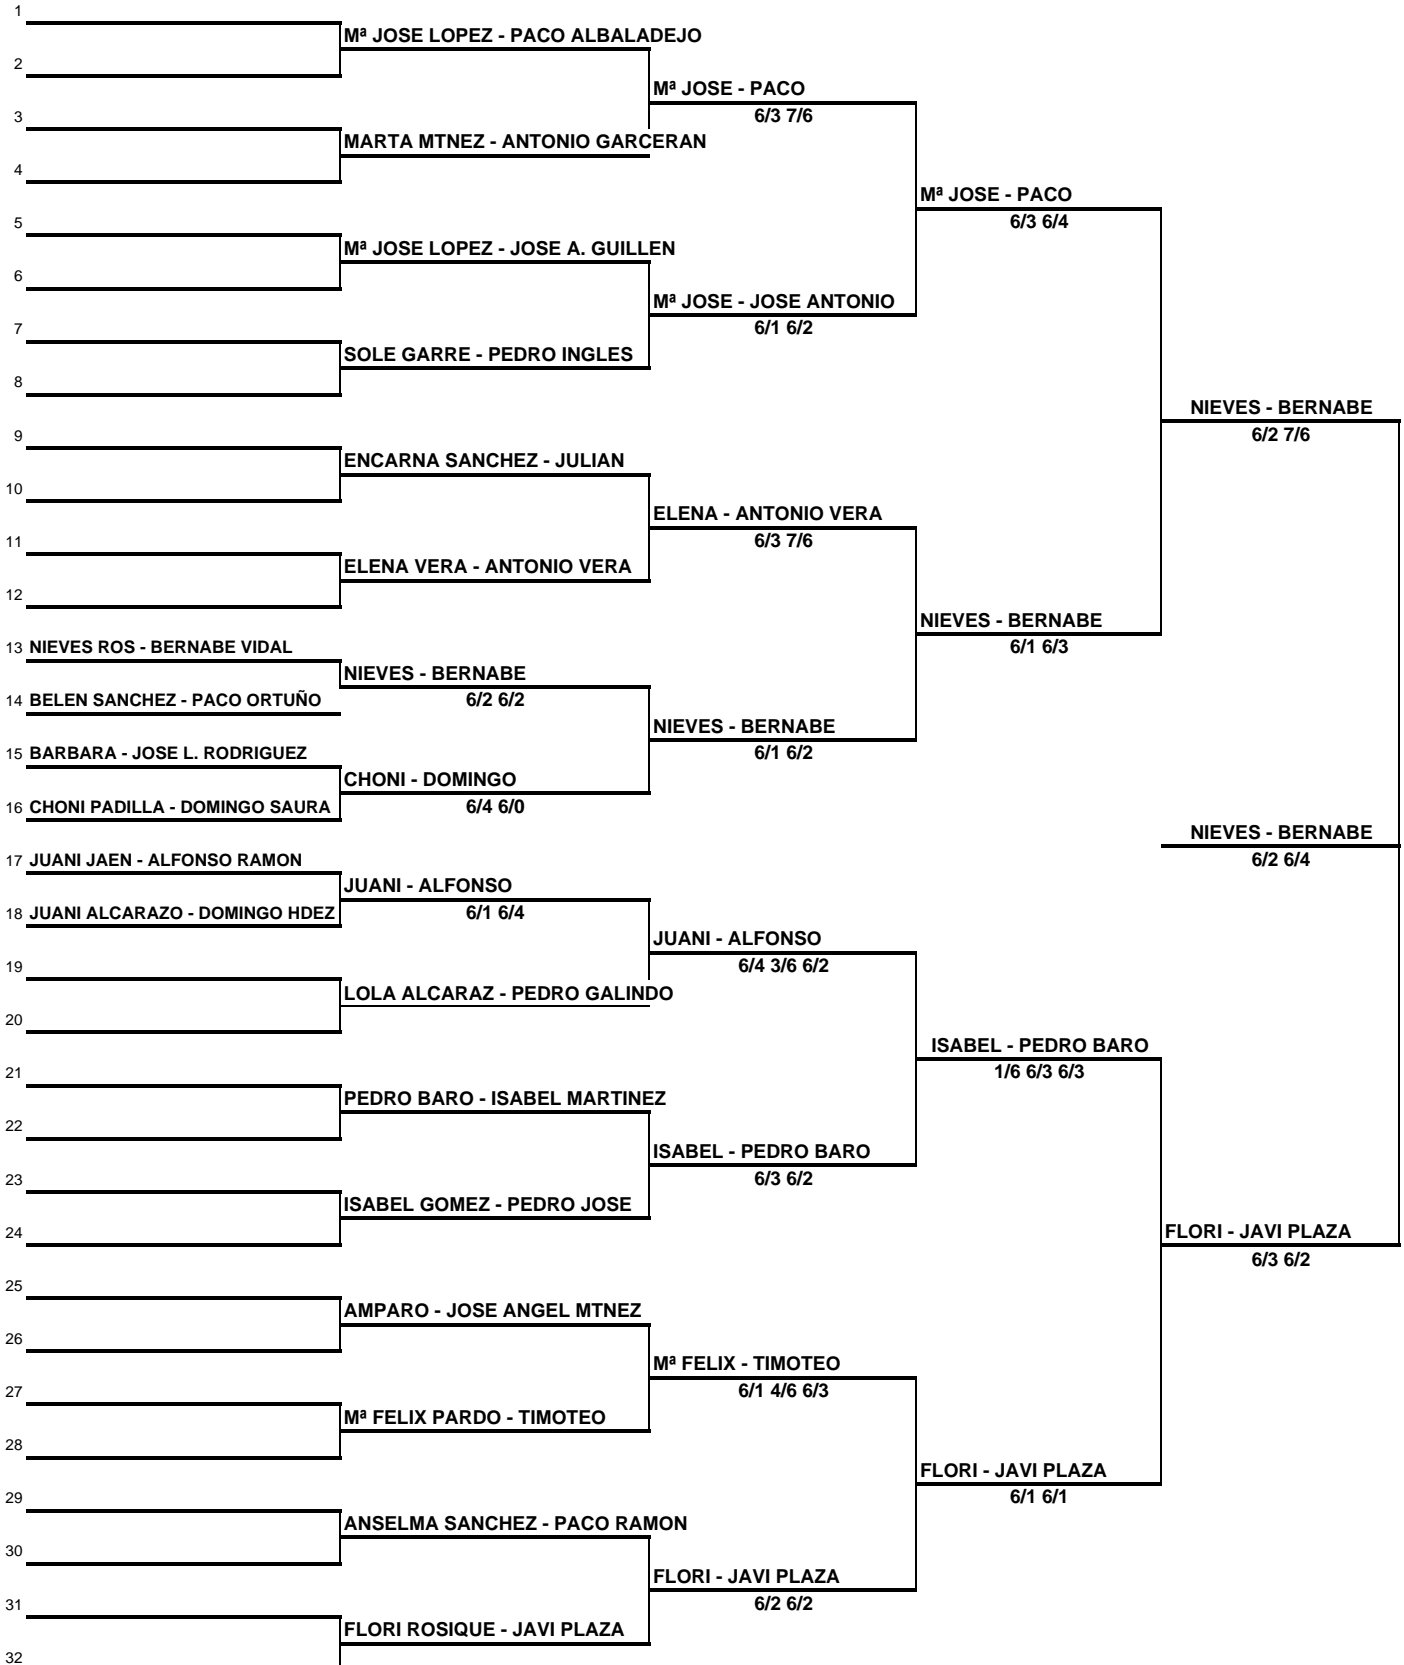 1
Mª JOSE LOPEZ - PACO ALBALADEJO
2
Mª JOSE - PACO
3
6/3 7/6
MARTA MTNEZ - ANTONIO GARCERAN
4
Mª JOSE - PACO
5
6/3 6/4
Mª JOSE LOPEZ - JOSE A. GUILLEN
6
Mª JOSE - JOSE ANTONIO
7
6/1 6/2
SOLE GARRE - PEDRO INGLES
8
NIEVES - BERNABE
9
6/2 7/6
ENCARNA SANCHEZ - JULIAN
10
ELENA - ANTONIO VERA
11
6/3 7/6
ELENA VERA - ANTONIO VERA
12
NIEVES - BERNABE
13 NIEVES ROS - BERNABE VIDAL
6/1 6/3
NIEVES - BERNABE
14 BELEN SANCHEZ - PACO ORTUÑO
6/2 6/2
NIEVES - BERNABE
15 BARBARA - JOSE L. RODRIGUEZ
6/1 6/2
CHONI - DOMINGO
16 CHONI PADILLA - DOMINGO SAURA
6/4 6/0
NIEVES - BERNABE
17 JUANI JAEN - ALFONSO RAMON
6/2 6/4
JUANI - ALFONSO
18 JUANI ALCARAZO - DOMINGO HDEZ
6/1 6/4
JUANI - ALFONSO
19
6/4 3/6 6/2
LOLA ALCARAZ - PEDRO GALINDO
20
ISABEL - PEDRO BARO
21
1/6 6/3 6/3
PEDRO BARO - ISABEL MARTINEZ
22
ISABEL - PEDRO BARO
23
6/3 6/2
ISABEL GOMEZ - PEDRO JOSE
24
FLORI - JAVI PLAZA
6/3 6/2
25
AMPARO - JOSE ANGEL MTNEZ
26
Mª FELIX - TIMOTEO
27
6/1 4/6 6/3
Mª FELIX PARDO - TIMOTEO
28
FLORI - JAVI PLAZA
29
6/1 6/1
ANSELMA SANCHEZ - PACO RAMON
30
FLORI - JAVI PLAZA
31
6/2 6/2
FLORI ROSIQUE - JAVI PLAZA
32